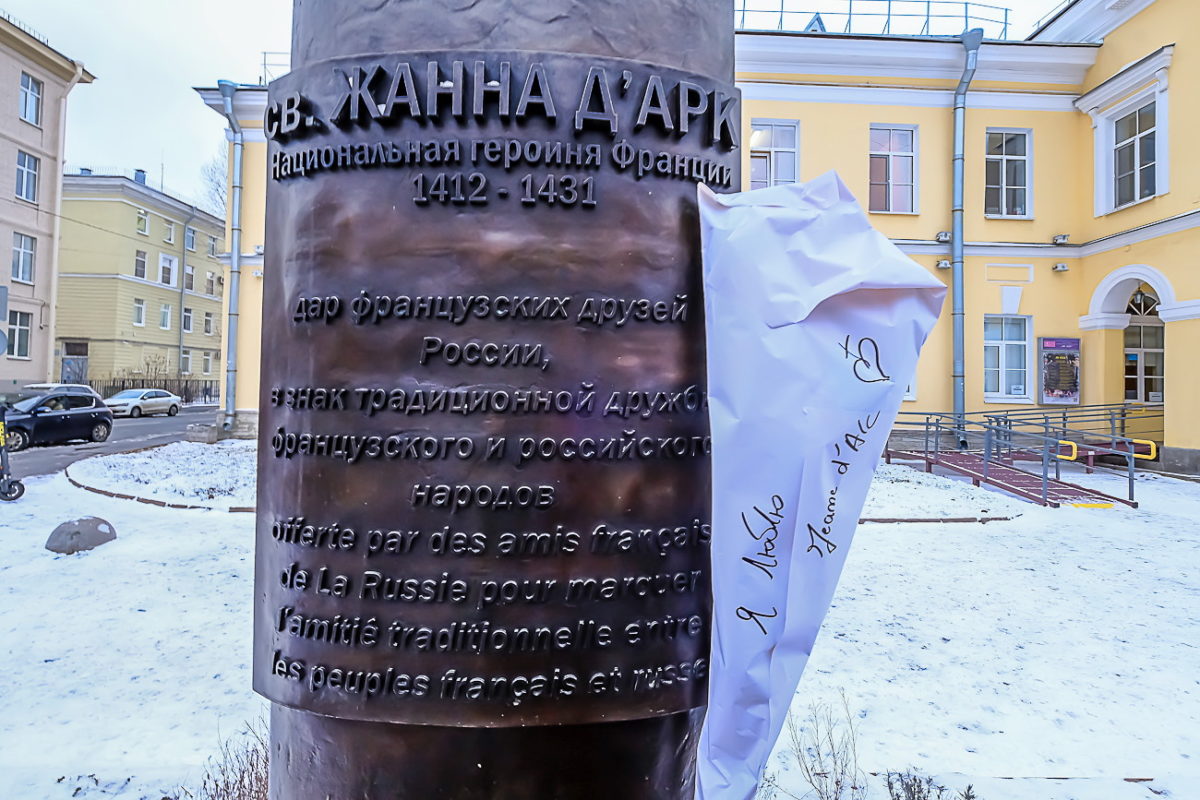 СВ. ЖАННА Д'АРК
Национальная героиня Франции
1412 - 1431
дар французских друзей
России,
в знак традиционной дружбы
французского и российского
народов
offerte par des amis français
de La Russie pour marquer
l'amitié traditionnelle entre
les peuples français et russe
Я люблю
Jeanne d'Arc